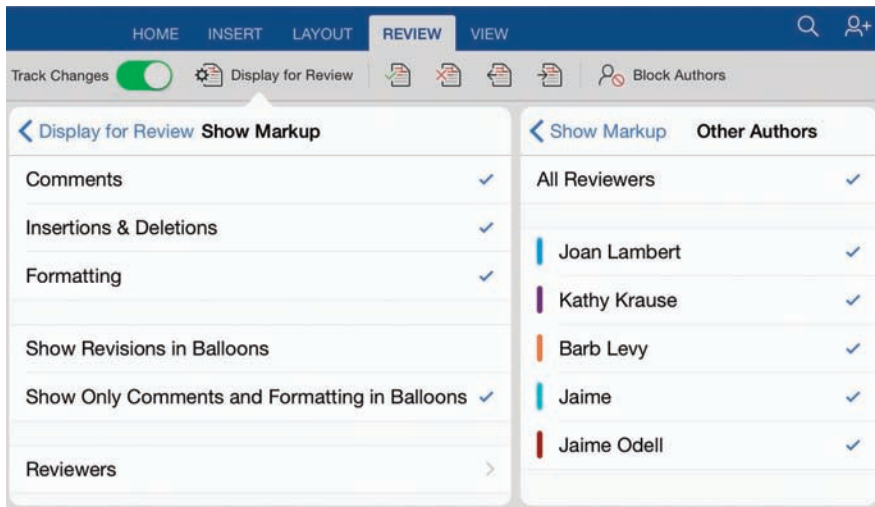 HOME INSERT LAYOUT REVIEW VIEW
Track Changes Display for Review Block Authors
Display for Review Show Markup
Comments
Insertions & Deletions
Formatting
Show Revisions in Balloons
Show Only Comments and Formatting in Balloons
Reviewers
Show Markup Other Authors
All Reviewers
Joan Lambert
Kathy Krause
Barb Levy
Jaime
Jaime Odell